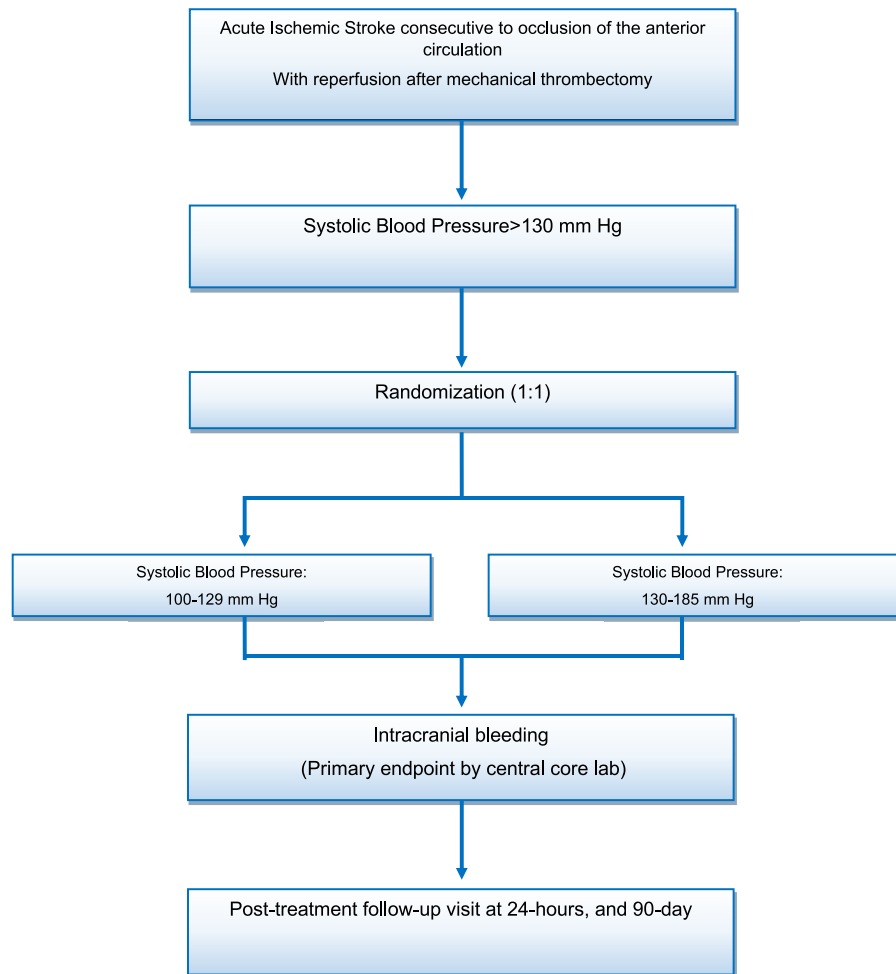 Acute Ischemic Stroke consecutive to occlusion of the anterior
circulation
With reperfusion after mechanical thrombectomy
Systolic Blood Pressure>130 mm Hg
Randomization (1:1)
Systolic Blood Pressure:
100-129 mm Hg
Systolic Blood Pressure:
130-185 mm Hg
Intracranial bleeding
(Primary endpoint by central core lab)
Post-treatment follow-up visit at 24-hours, and 90-day